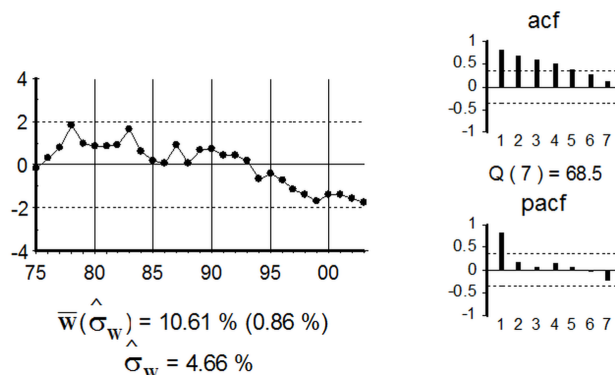 4
2
0
-2
-4
75 80 85 90 95 00
w̅(σ̂w) = 10.61 % (0.86 %)
σ̂w = 4.66 %
acf
1
0.5
0
-0.5
-1
1 2 3 4 5 6 7
Q ( 7 ) = 68.5
pacf
1
0.5
0
-0.5
-1
1 2 3 4 5 6 7